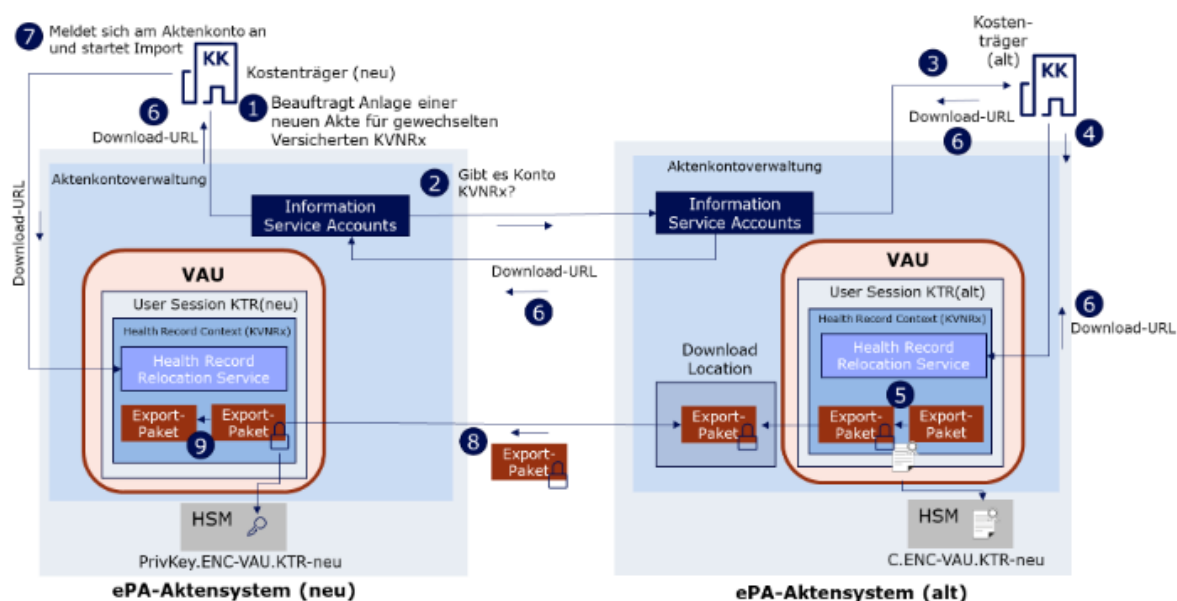 7 Meldet sich am Aktenkonto an
und startet Import
KK
Kostenträger (neu)
6
Download-URL
1 Beauftragt Anlage einer
neuen Akte für gewechselten
Versicherten KVNRx
Kosten-
träger
(alt)
KK
3
Download-URL
6
4
Aktenkontoverwaltung
2 Gibt es Konto
KVNRx?
Information
Service Accounts
Aktenkontoverwaltung
Information
Service Accounts
Download-URL
Download-URL
6
VAU
User Session KTR(neu)
Health Record Context (KVNRx)
Health Record
Relocation Service
Export-
Paket
Export-
Paket
9
HSM
PrivKey.ENC-VAU.KTR-neu
ePA-Aktensystem (neu)
8
Export-
Paket
Download
Location
Export-
Paket
VAU
User Session KTR(alt)
Health Record Context (KVNRx)
Health Record
Relocation Service
5
Export-
Paket
Export-
Paket
6
Download-URL
HSM
C.ENC-VAU.KTR-neu
ePA-Aktensystem (alt)